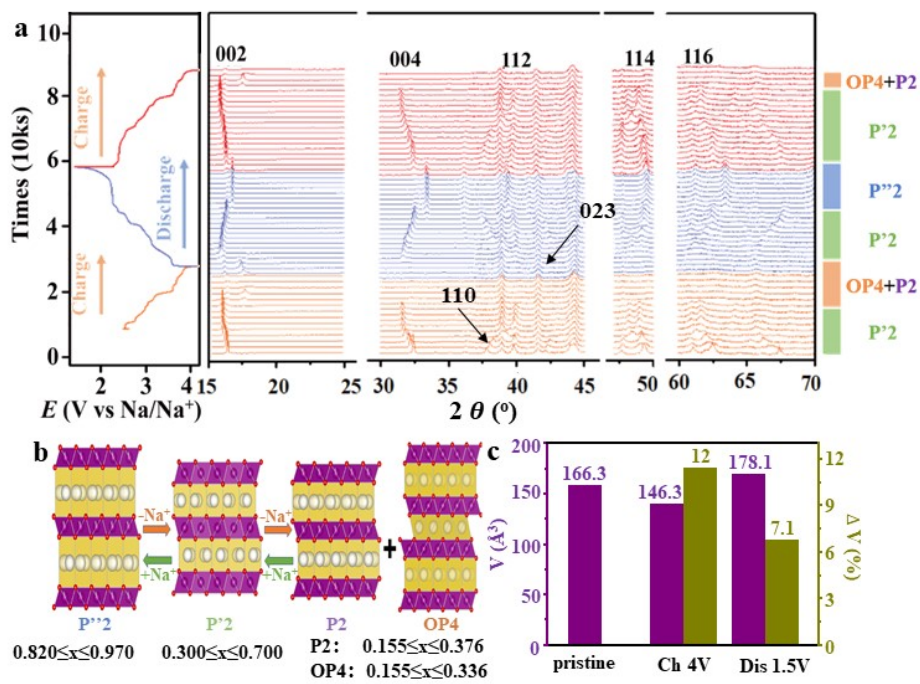 a
10
8
6
4
2
0
Times (10ks)
Charge
Discharge
Charge
2
3
4
E (V vs Na/Na⁺)
002
004
112
114
116
023
110
15
20
25
30
35
40
45
50
60
65
70
2 θ (°)
OP4+P2
P’2
P’’2
P’2
OP4+P2
P’2
b
-Na⁺
-Na⁺
+
+Na⁺
+Na⁺
P’’2
P’2
P2
OP4
0.820≤x≤0.970
0.300≤x≤0.700
P2: 0.155≤x≤0.376
OP4: 0.155≤x≤0.336
c
200
150
100
50
0
V (Å³)
166.3
146.3
12
178.1
7.1
12
9
6
3
0
Δ V (%)
pristine
Ch 4V
Dis 1.5V